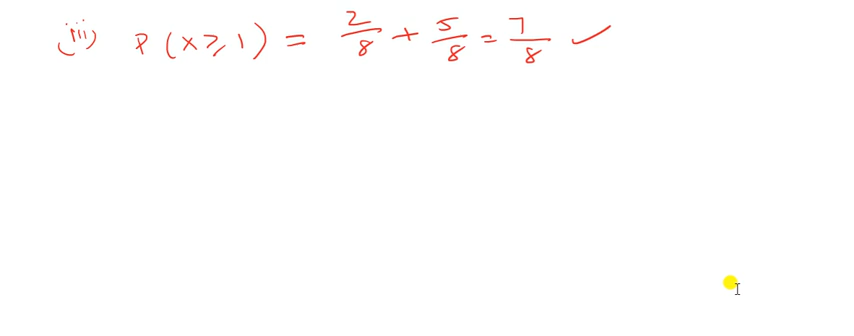 (iii) P(X≥1) = 2/8 + 5/8 = 7/8 ✓